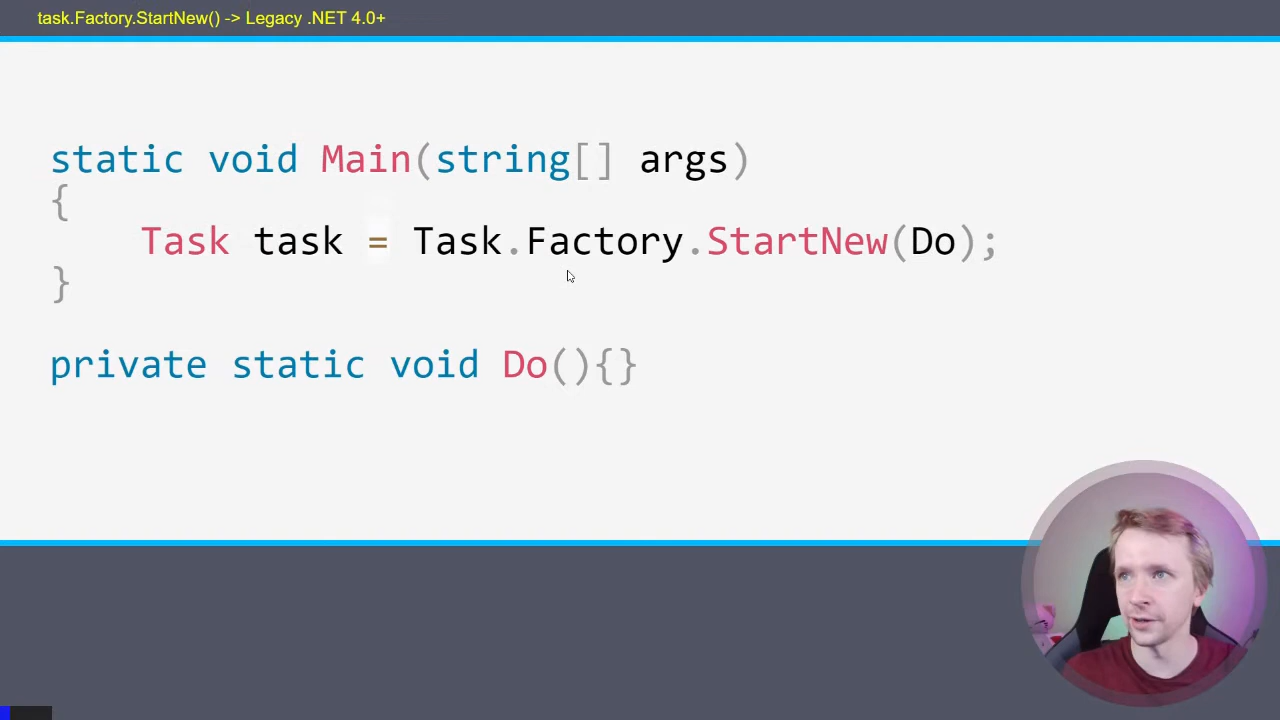 task.Factory.StartNew() -> Legacy .NET 4.0+
static void Main(string[] args)
{
    Task task = Task.Factory.StartNew(Do);
}
private static void Do(){}